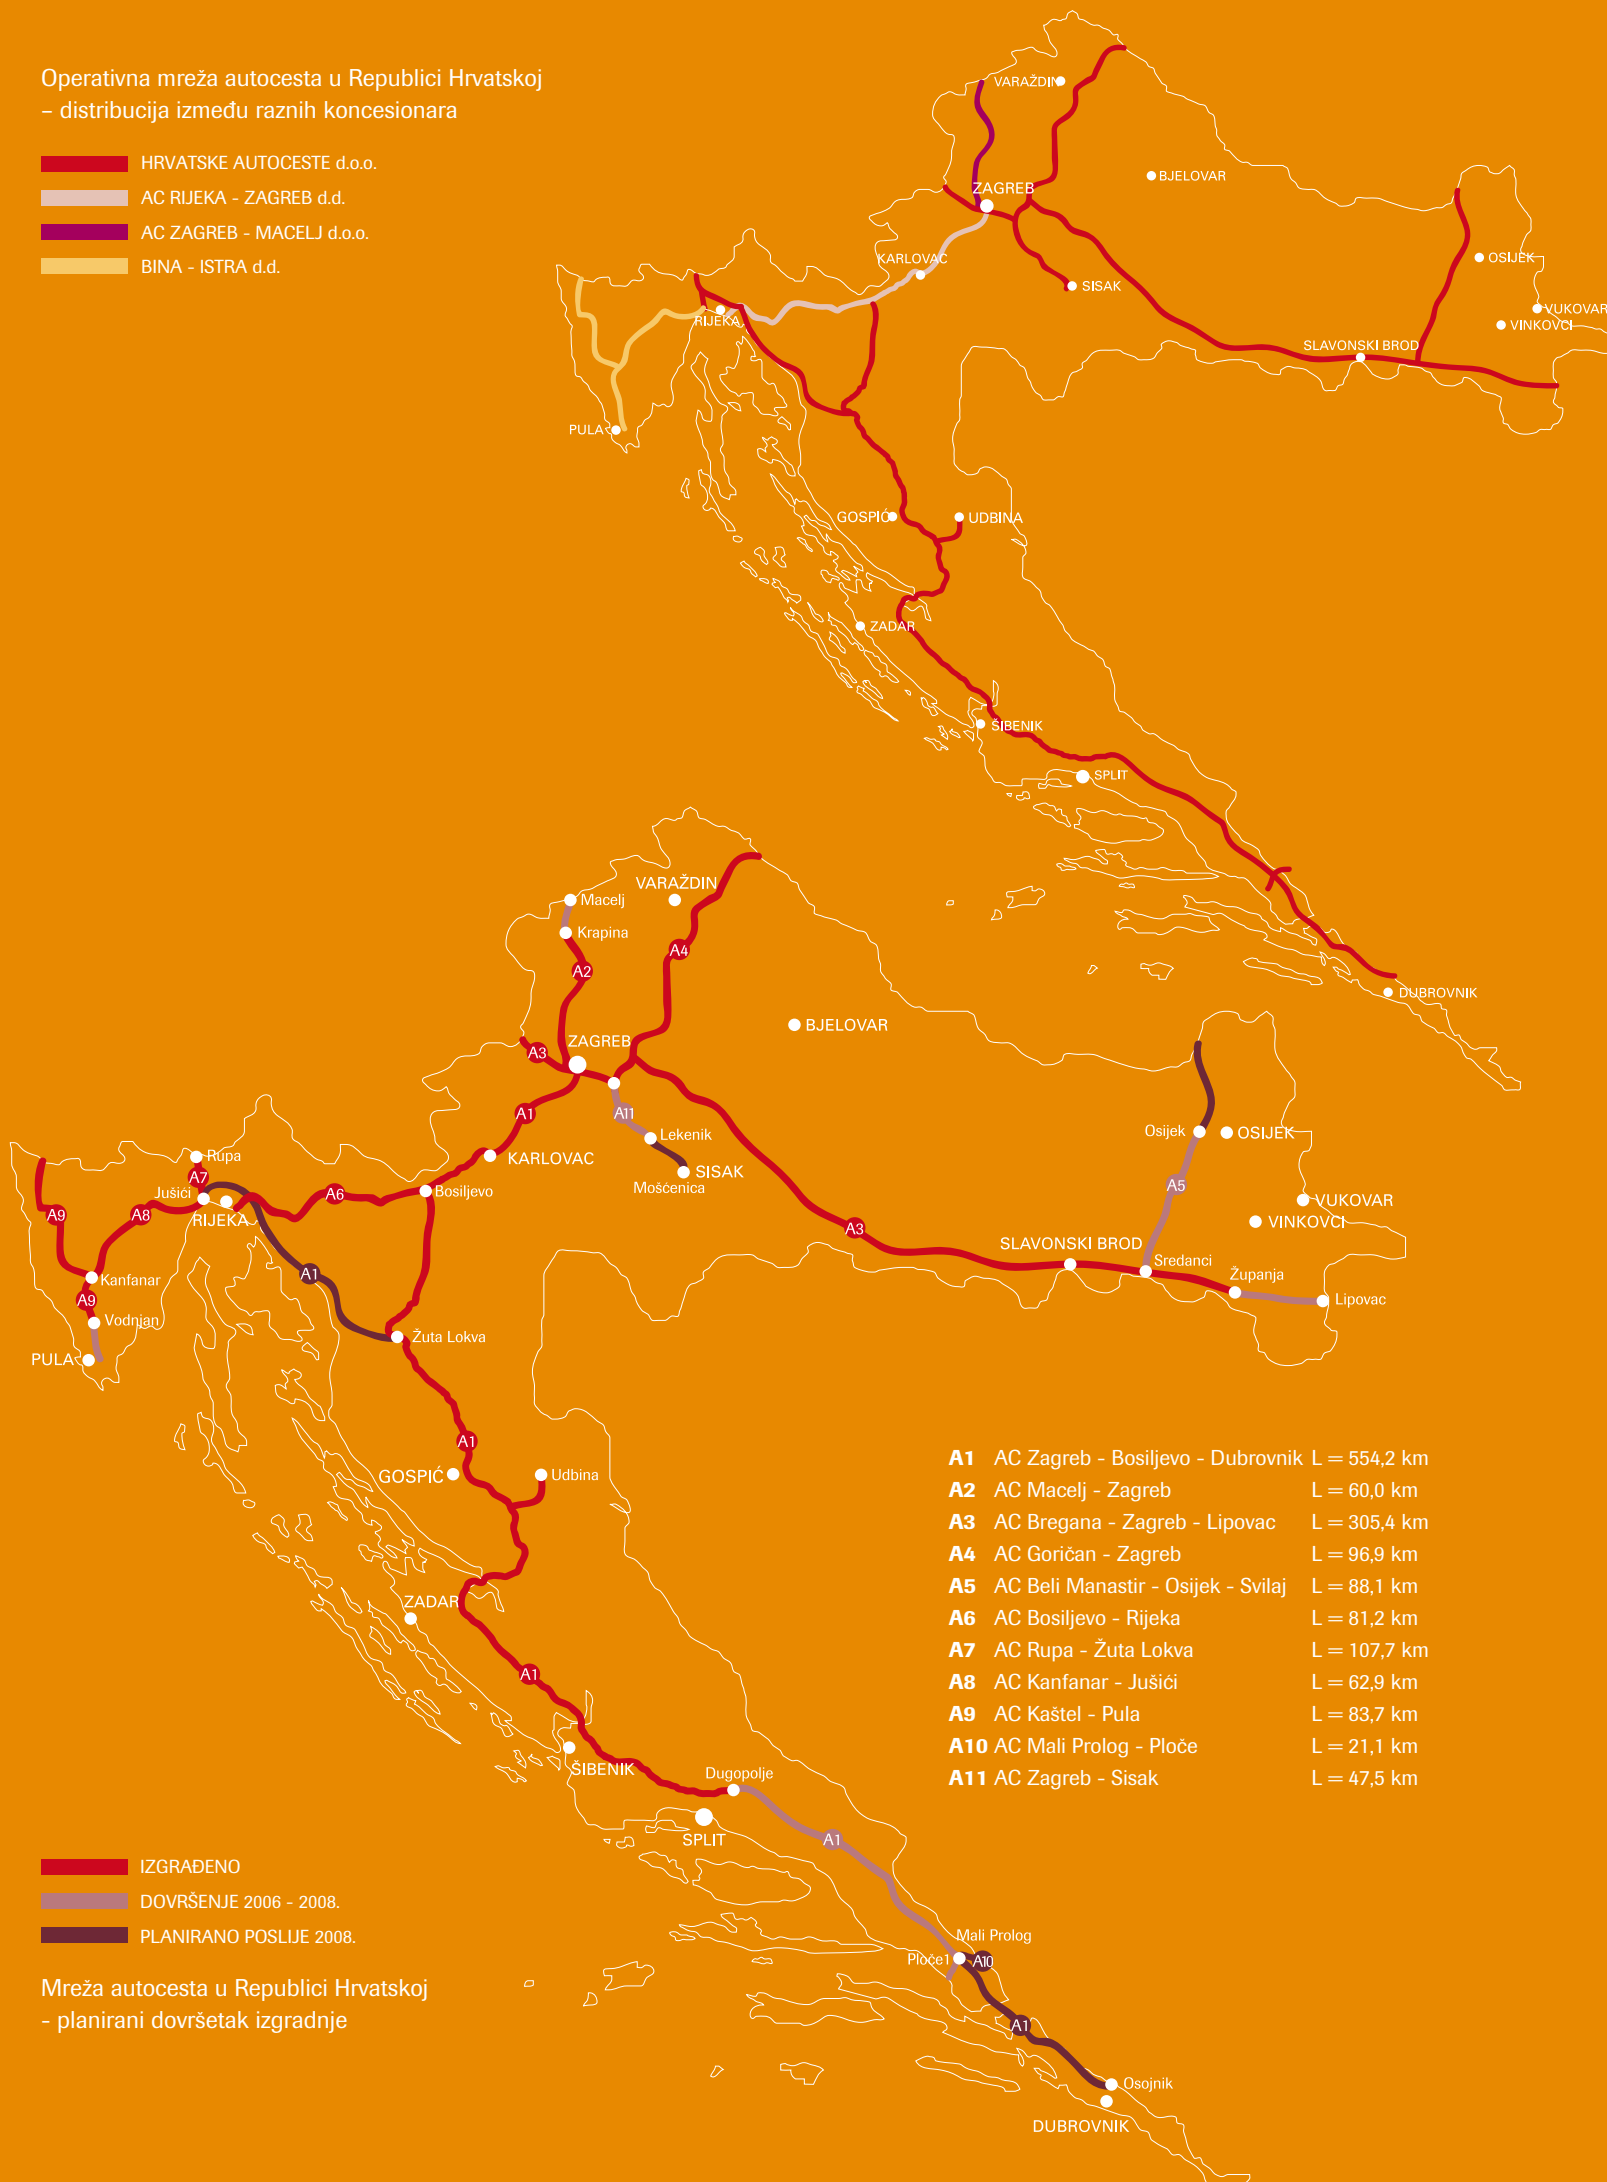 Operativna mreža autocesta u Republici Hrvatskoj
– distribucija između raznih koncesionara
HRVATSKE AUTOCESTE d.o.o.
AC RIJEKA - ZAGREB d.d.
AC ZAGREB - MACELJ d.o.o.
BINA - ISTRA d.d.
VARAŽDIN
BJELOVAR
ZAGREB
KARLOVAC
SISAK
OSIJEK
VUKOVAR
VINKOVCI
RIJEKA
SLAVONSKI BROD
PULA
GOSPIĆ
UDBINA
ZADAR
ŠIBENIK
SPLIT
DUBROVNIK
VARAŽDIN
Macelj
Krapina
A4
A2
BJELOVAR
ZAGREB
A3
A1
A11
Lekenik
Osijek
OSIJEK
KARLOVAC
SISAK
Mošćenica
Rupa
A7
Jušići
A6
Bosiljevo
A5
VUKOVAR
VINKOVCI
A9
A8
RIJEKA
A3
SLAVONSKI BROD
Sredanci
Županja
Lipovac
Kanfanar
A1
A9
Vodnjan
Žuta Lokva
PULA
A1
GOSPIĆ
Udbina
ZADAR
A1
ŠIBENIK
Dugopolje
SPLIT
A1
Mali Prolog
Ploče1
A10
A1
Osojnik
DUBROVNIK
A1 AC Zagreb - Bosiljevo - Dubrovnik L = 554,2 km
A2 AC Macelj - Zagreb L = 60,0 km
A3 AC Bregana - Zagreb - Lipovac L = 305,4 km
A4 AC Goričan - Zagreb L = 96,9 km
A5 AC Beli Manastir - Osijek - Svilaj L = 88,1 km
A6 AC Bosiljevo - Rijeka L = 81,2 km
A7 AC Rupa - Žuta Lokva L = 107,7 km
A8 AC Kanfanar - Jušići L = 62,9 km
A9 AC Kaštel - Pula L = 83,7 km
A10 AC Mali Prolog - Ploče L = 21,1 km
A11 AC Zagreb - Sisak L = 47,5 km
IZGRAĐENO
DOVRŠENJE 2006 - 2008.
PLANIRANO POSLIJE 2008.
Mreža autocesta u Republici Hrvatskoj
- planirani dovršetak izgradnje